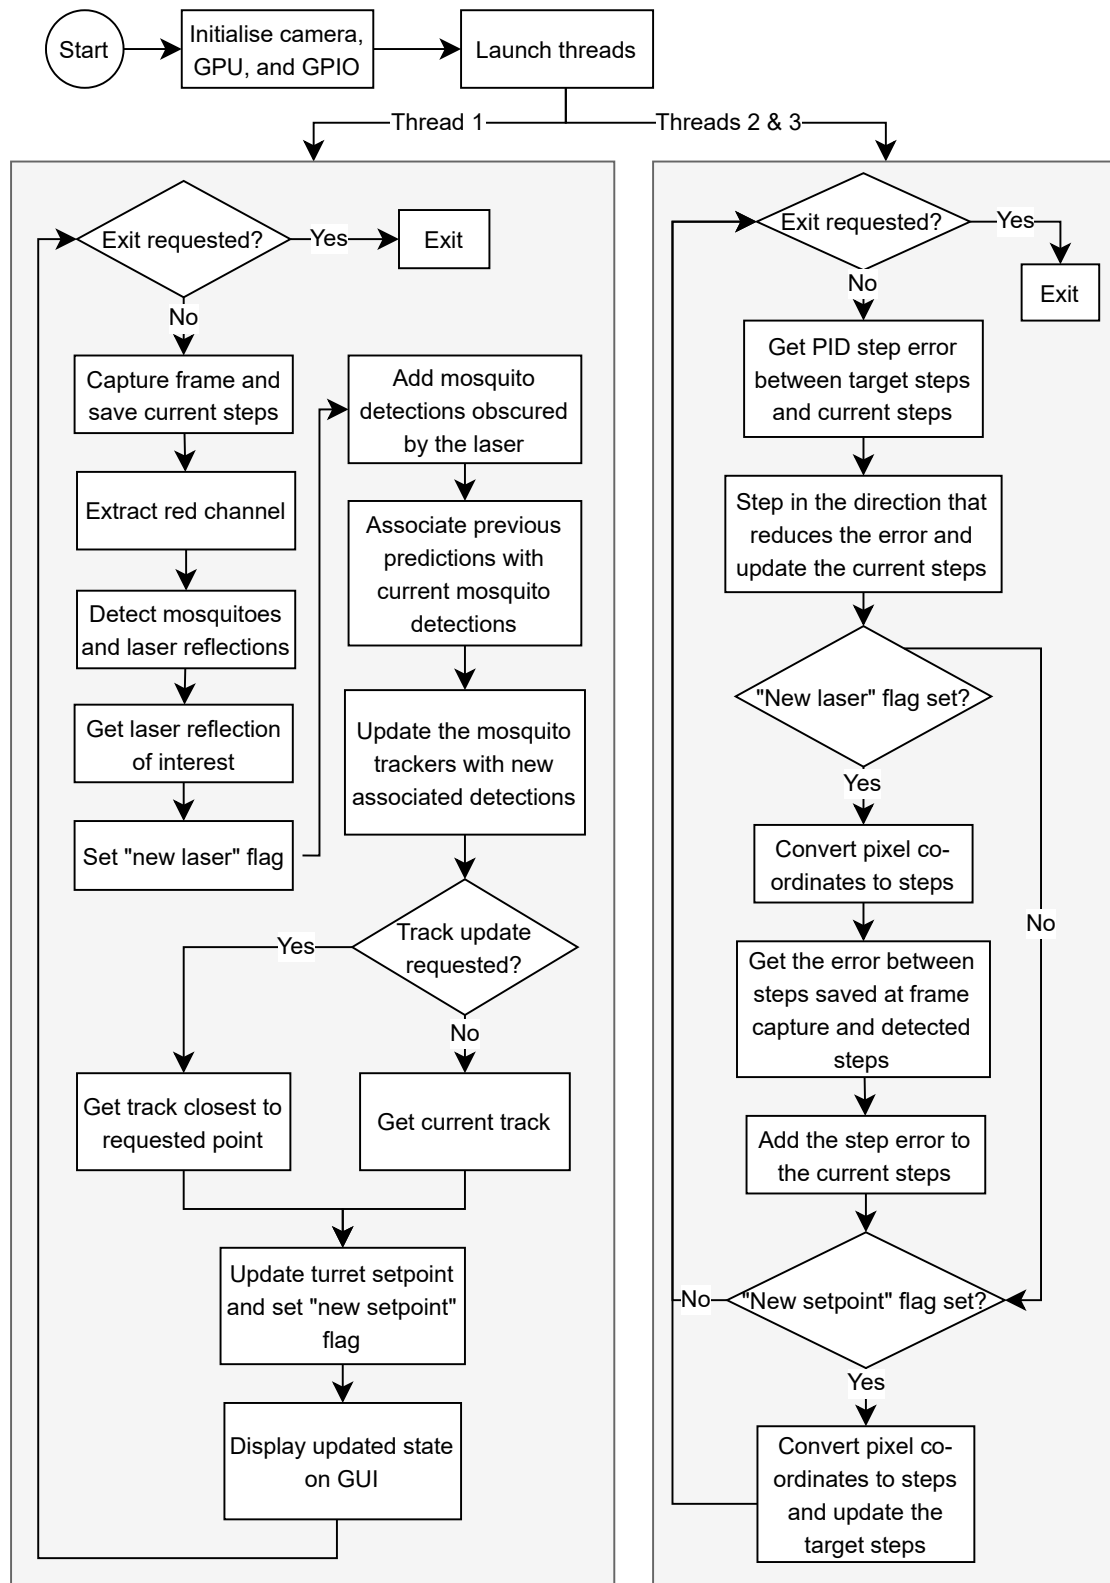 Start
Initialise camera,
GPU, and GPIO
Launch threads
Thread 1
Threads 2 & 3
Exit requested?
Yes
Exit
No
Capture frame and
save current steps
Extract red channel
Detect mosquitoes
and laser reflections
Get laser reflection
of interest
Set "new laser" flag
Add mosquito
detections obscured
by the laser
Associate previous
predictions with
current mosquito
detections
Update the mosquito
trackers with new
associated detections
Track update
requested?
Yes
No
Get track closest to
requested point
Get current track
Update turret setpoint
and set "new setpoint"
flag
Display updated state
on GUI
Exit requested?
Yes
Exit
No
Get PID step error
between target steps
and current steps
Step in the direction that
reduces the error and
update the current steps
"New laser" flag set?
Yes
No
Convert pixel co-
ordinates to steps
Get the error between
steps saved at frame
capture and detected
steps
Add the step error to
the current steps
"New setpoint" flag set?
No
Yes
Convert pixel co-
ordinates to steps
and update the
target steps